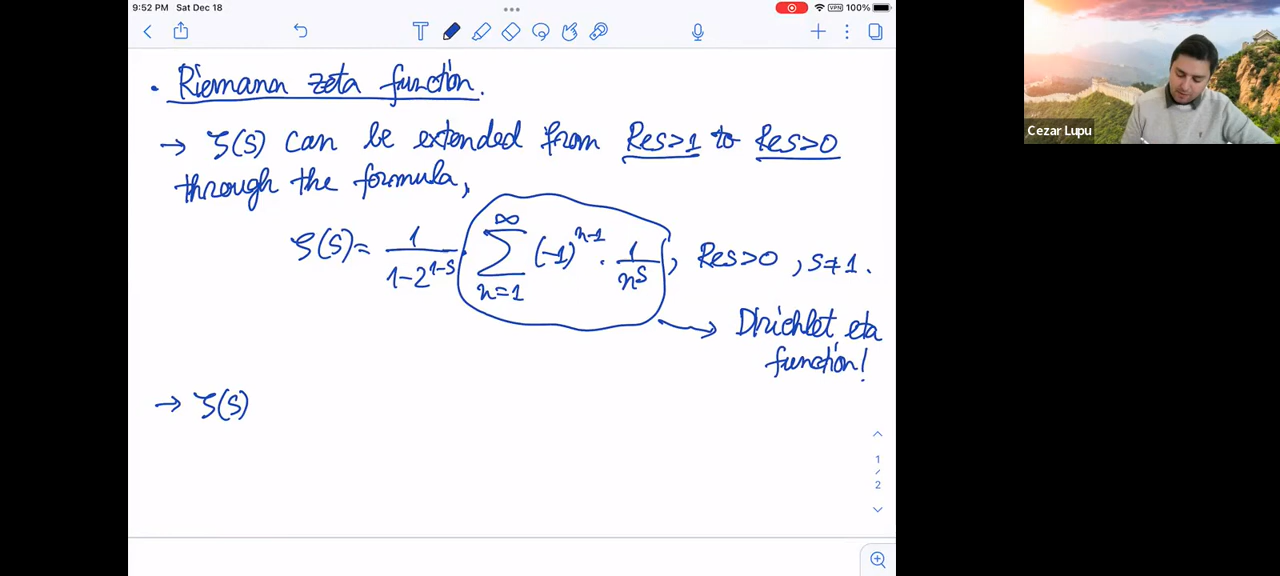 9:52 PM Sat Dec 18
VPN 100%
Cezar Lupu
• Riemann zeta function.
→ ζ(s) can be extended from Res>1 to Res>0
through the formula,
ζ(s) = 1/(1-2^{1-s}) · ∑_{n=1}^{∞} (-1)^{n-1} · 1/n^s , Res>0 , s≠1.
→ Dirichlet eta
function!
→ ζ(s)
1
/
2